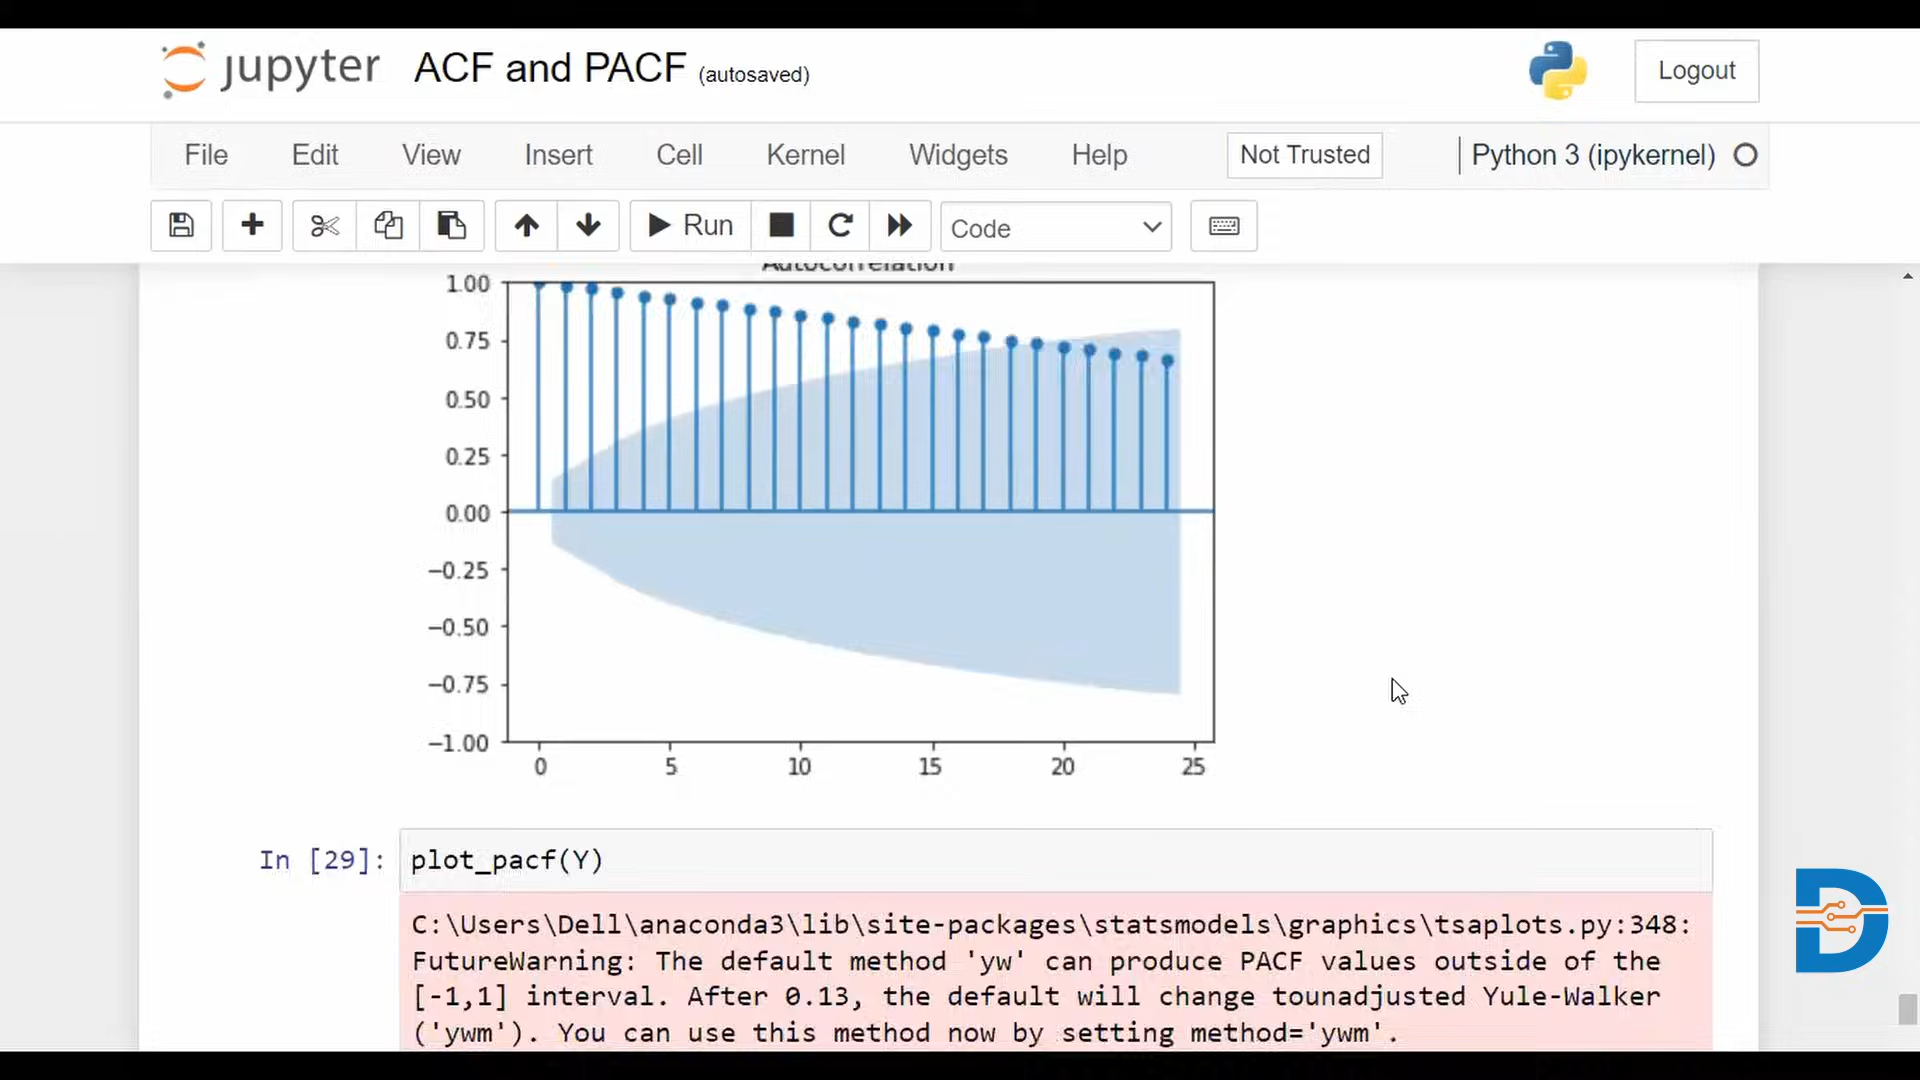 jupyter ACF and PACF (autosaved) Logout
File Edit View Insert Cell Kernel Widgets Help Not Trusted Python 3 (ipykernel)
Run Code
Autocorrelation
1.00
0.75
0.50
0.25
0.00
−0.25
−0.50
−0.75
−1.00
0 5 10 15 20 25
In [29]: plot_pacf(Y)
C:\Users\Dell\anaconda3\lib\site-packages\statsmodels\graphics\tsaplots.py:348:
FutureWarning: The default method 'yw' can produce PACF values outside of the
[-1,1] interval. After 0.13, the default will change tounadjusted Yule-Walker
('ywm'). You can use this method now by setting method='ywm'.
D